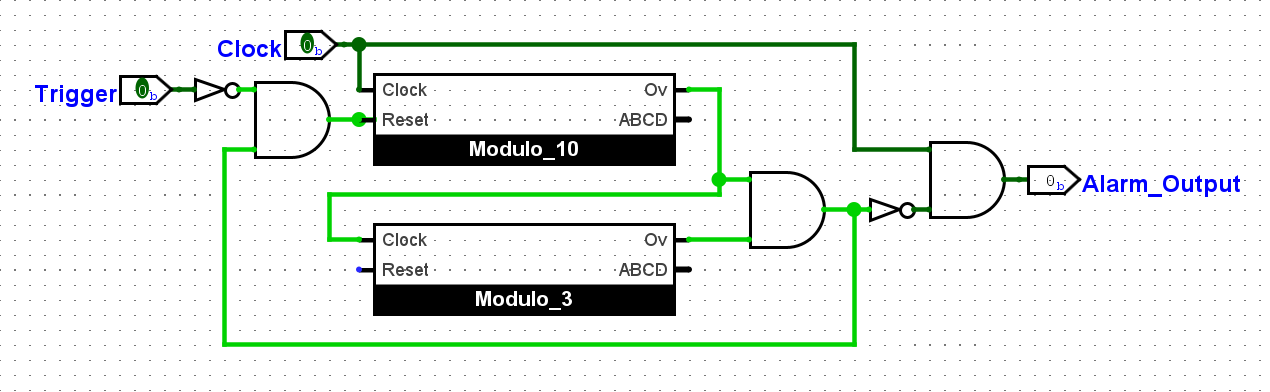 Clock
0b
Trigger
0b
Clock Ov
Reset ABCD
Modulo_10
0b
Alarm_Output
Clock Ov
Reset ABCD
Modulo_3